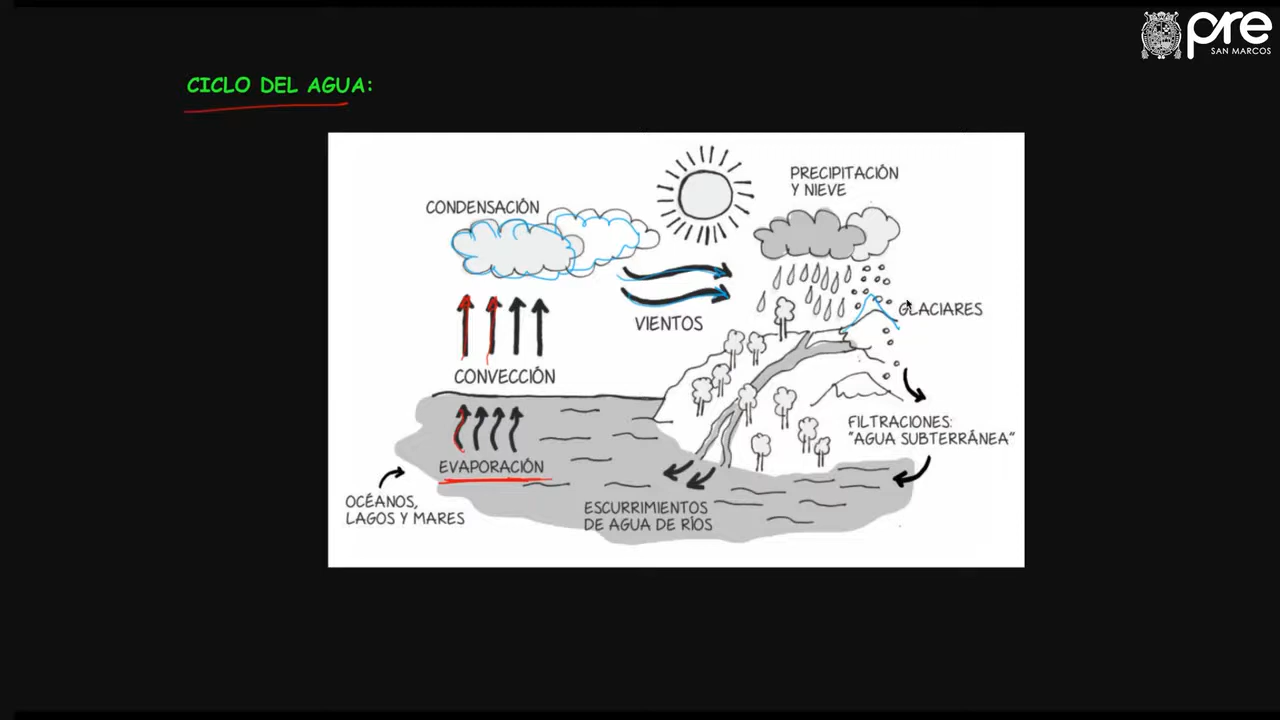 pre
SAN MARCOS
CICLO DEL AGUA:
PRECIPITACIÓN
Y NIEVE
CONDENSACIÓN
GLACIARES
VIENTOS
CONVECCIÓN
FILTRACIONES:
"AGUA SUBTERRÁNEA"
EVAPORACIÓN
OCÉANOS,
LAGOS Y MARES
ESCURRIMIENTOS
DE AGUA DE RÍOS